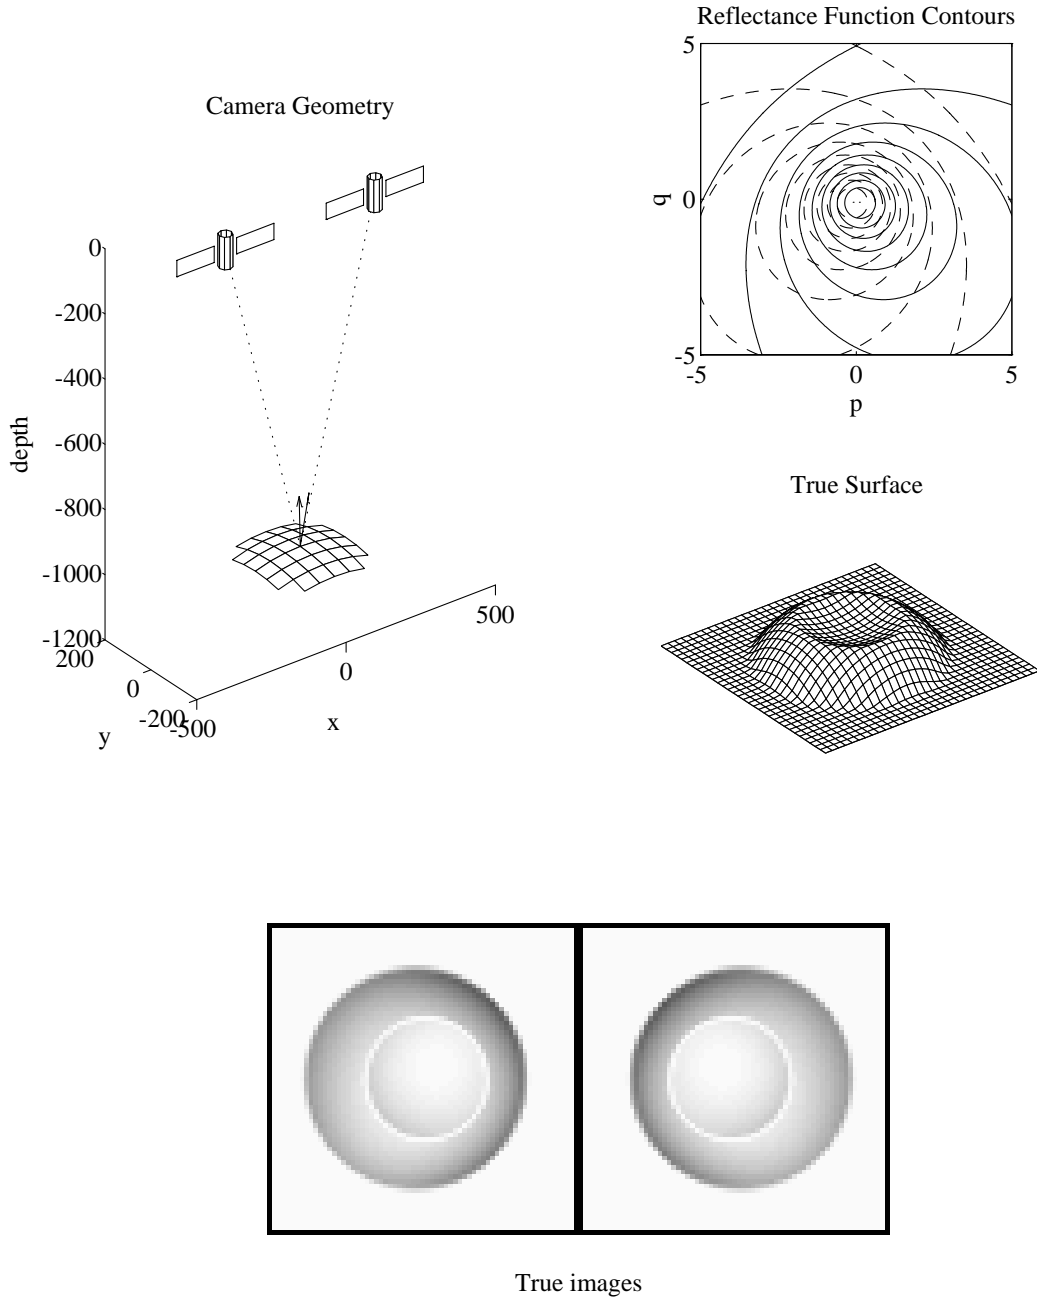 Reflectance Function Contours
5
q
0
-5
-5
0
5
p
Camera Geometry
0
-200
-400
-600
-800
-1000
-1200
depth
200
0
-200
y
-500
0
500
x
True Surface
True images